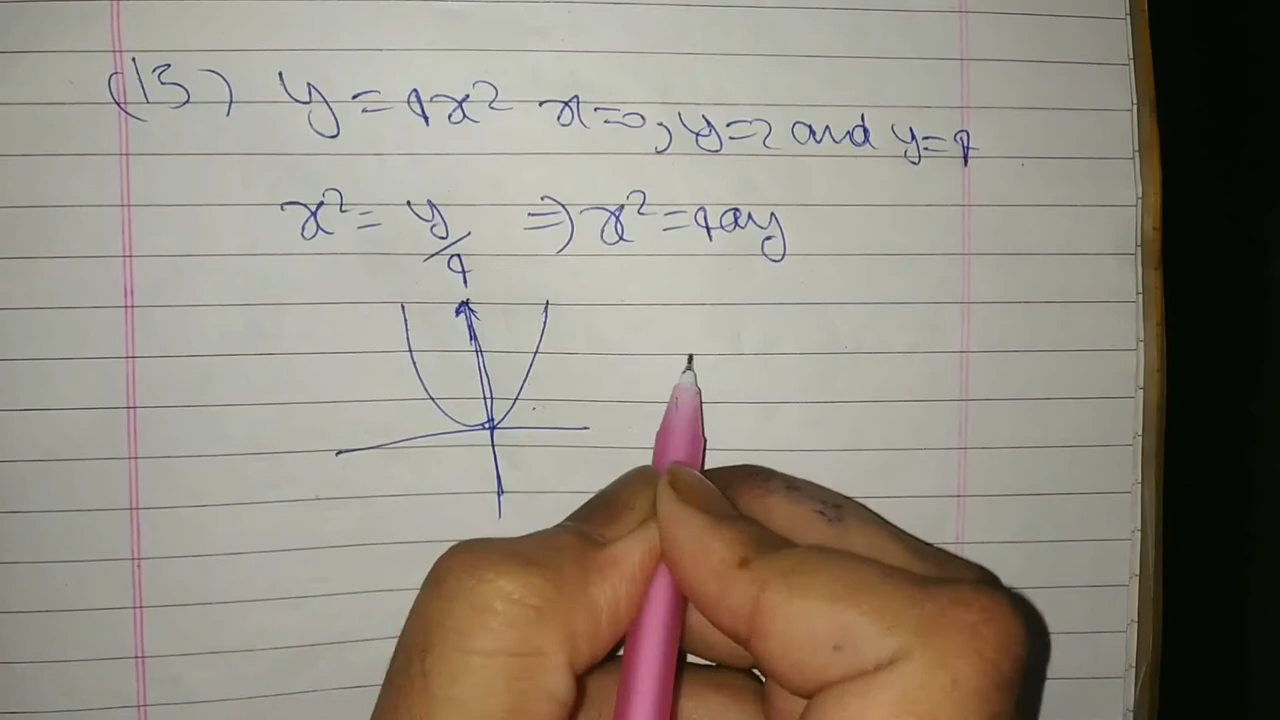 (13) y = 4x² x=0, y=2 and y=4
x² = y/4 ⇒ x² = 4ay